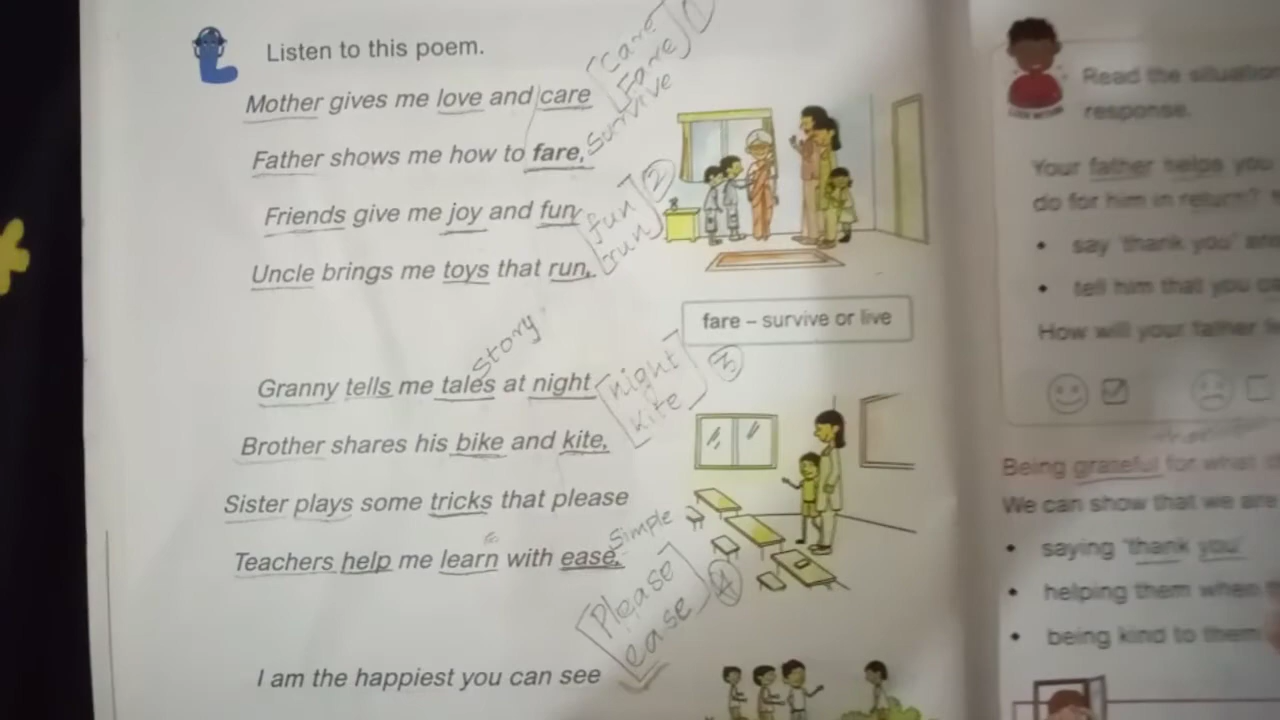 Listen to this poem.
Mother gives me love and care
Father shows me how to fare,
Friends give me joy and fun
Uncle brings me toys that run,
Granny tells me tales at night
Brother shares his bike and kite,
Sister plays some tricks that please
Teachers help me learn with ease,
I am the happiest you can see
care
Fare
1
Survive
fun
run
2
fare – survive or live
story
night
kite
3
Simple
Please
ease
4
Read the situation
response.
Your father helps you
do for him in return?
• say 'thank you'
• tell him that you
How will your father
Being grateful for what
We can show that we are
• saying 'thank you'
• helping them when
• being kind to them